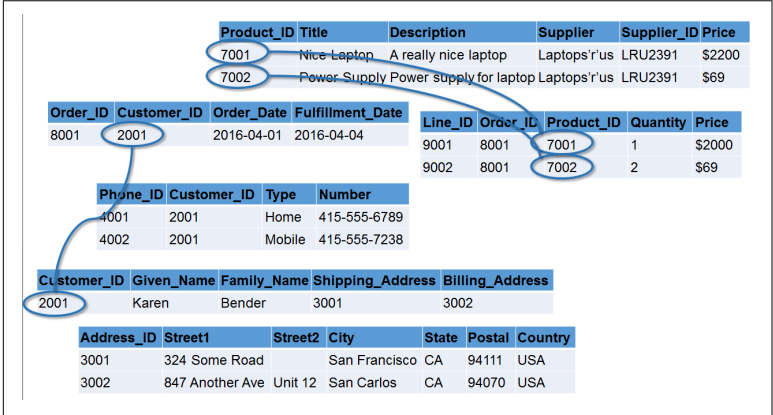 Product_ID Title Description Supplier Supplier_ID Price
7001 Nice Laptop A really nice laptop Laptops'r'us LRU2391 $2200
7002 Power Supply Power supply for laptop Laptops'r'us LRU2391 $69
Order_ID Customer_ID Order_Date Fulfillment_Date
8001 2001 2016-04-01 2016-04-04
Line_ID Order_ID Product_ID Quantity Price
9001 8001 7001 1 $2000
9002 8001 7002 2 $69
Phone_ID Customer_ID Type Number
4001 2001 Home 415-555-6789
4002 2001 Mobile 415-555-7238
Customer_ID Given_Name Family_Name Shipping_Address Billing_Address
2001 Karen Bender 3001 3002
Address_ID Street1 Street2 City State Postal Country
3001 324 Some Road San Francisco CA 94111 USA
3002 847 Another Ave Unit 12 San Carlos CA 94070 USA